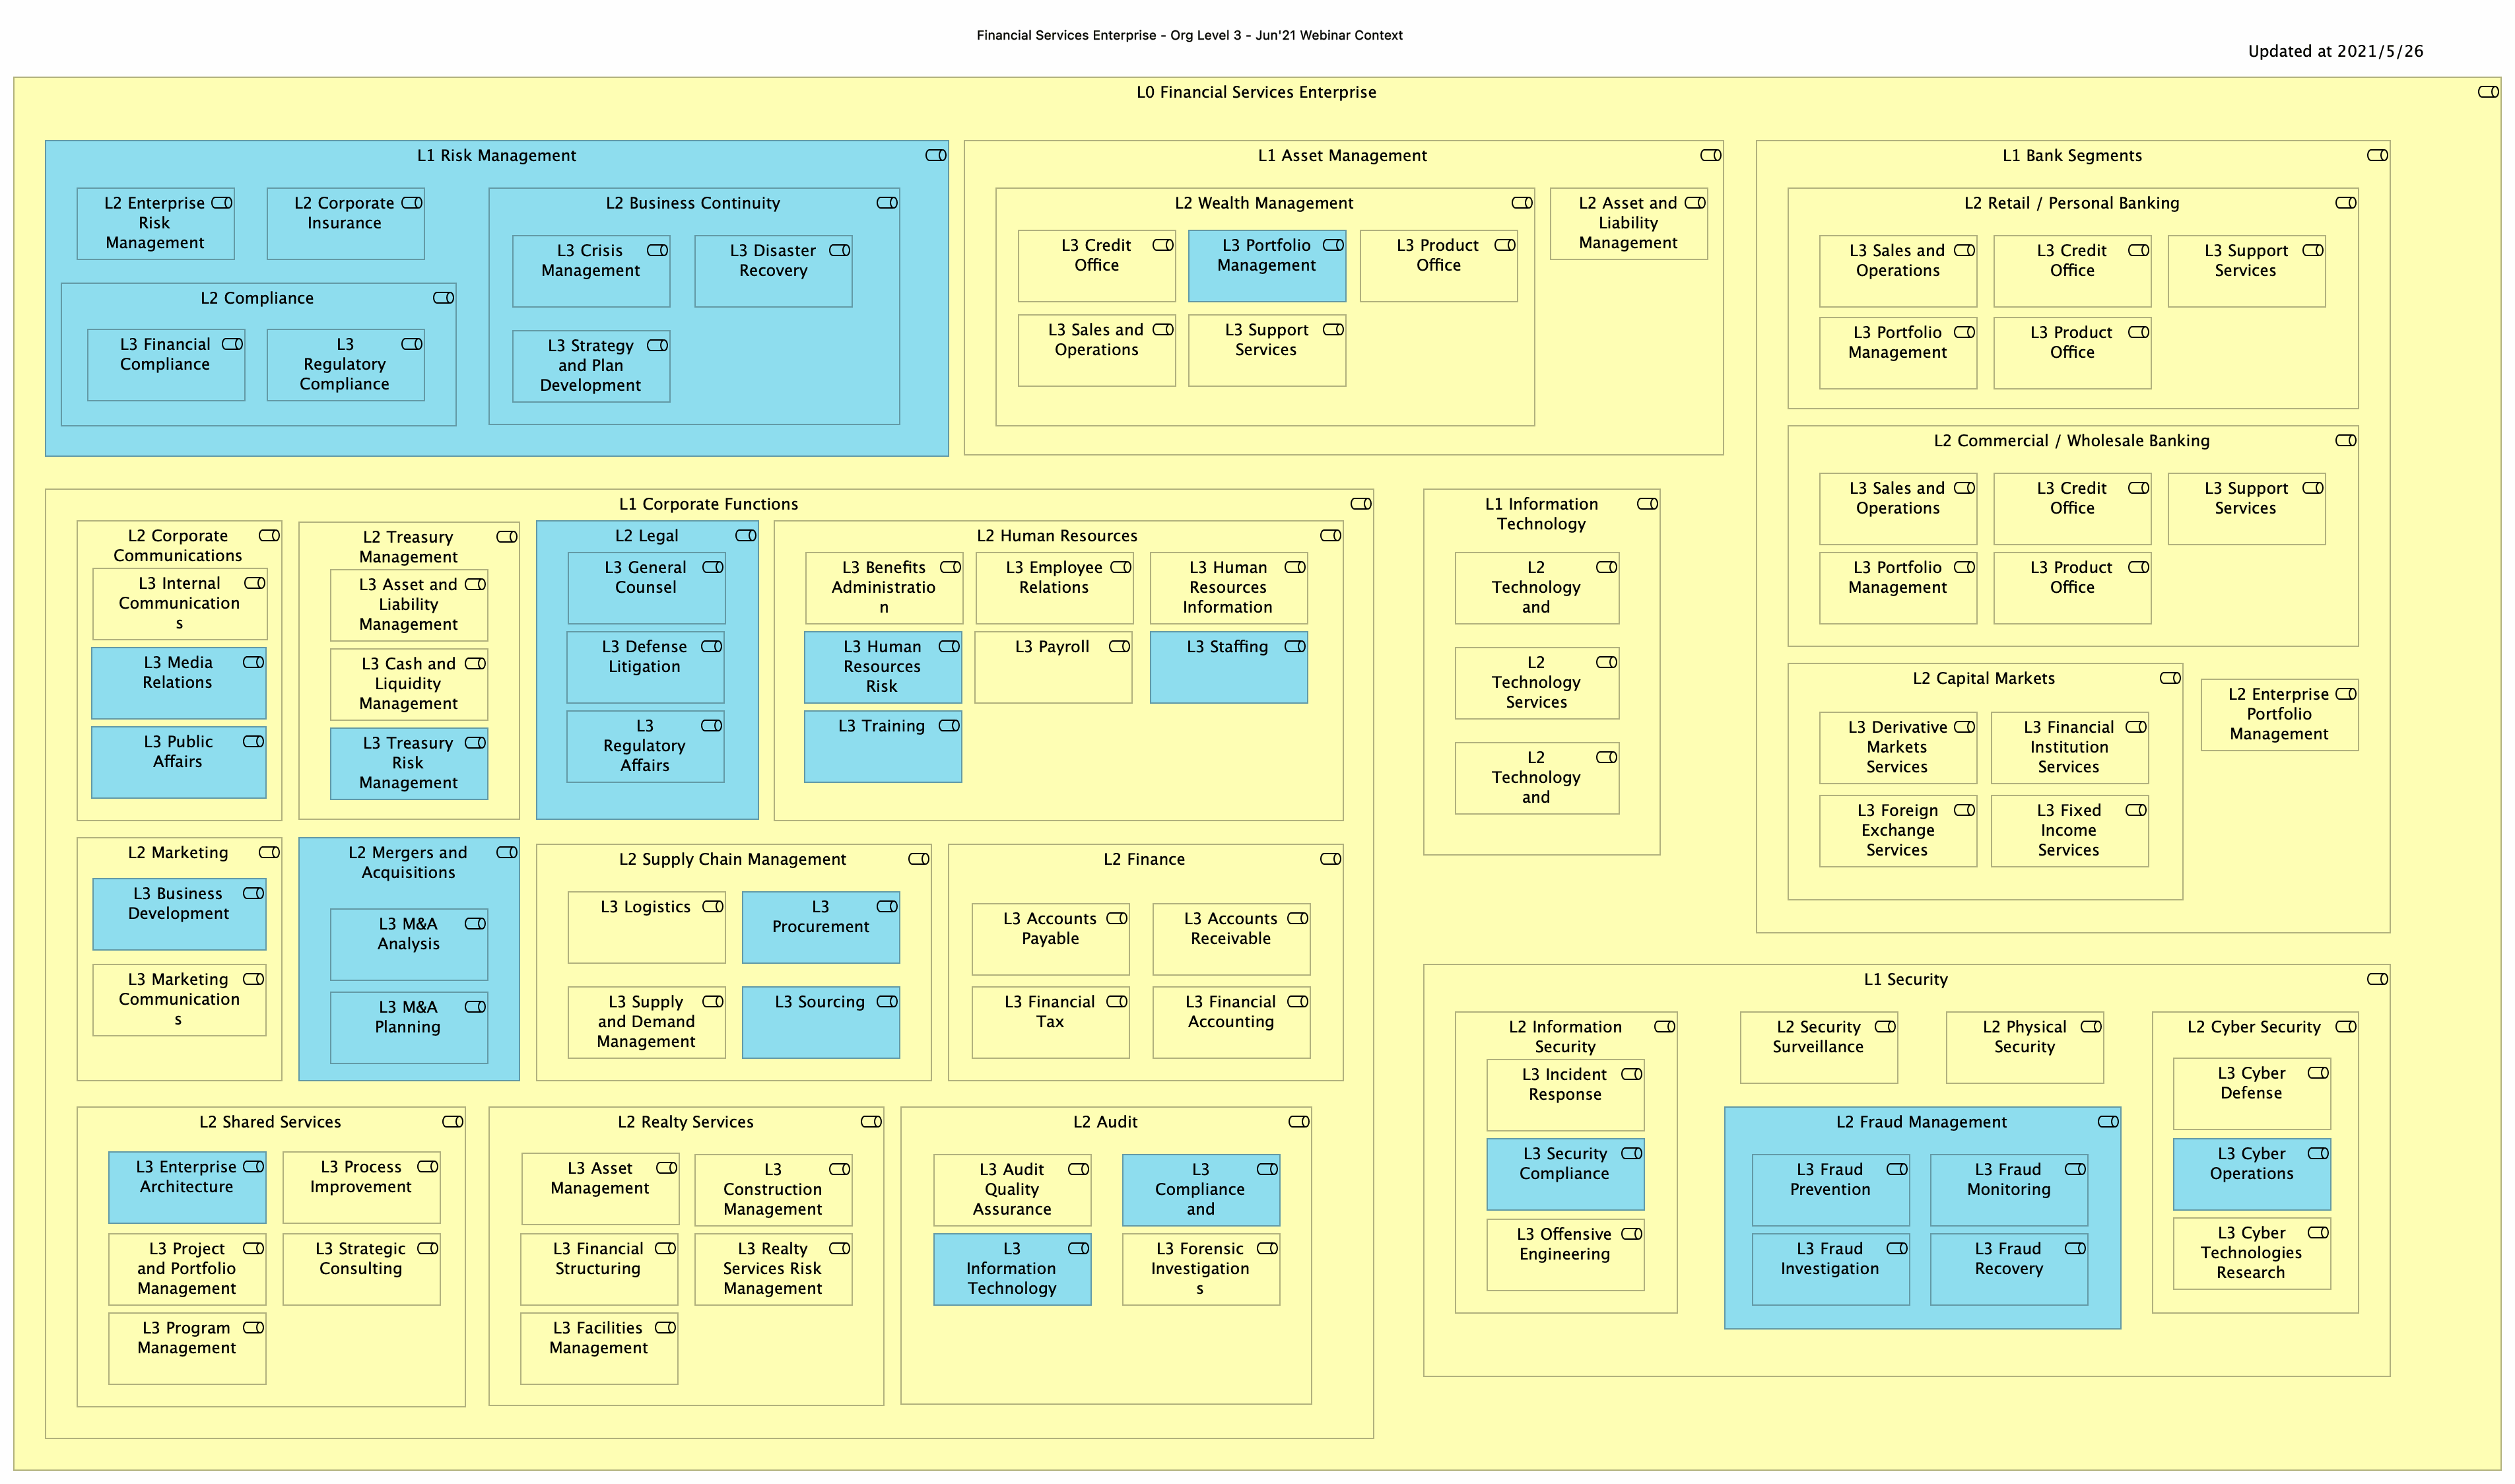 Financial Services Enterprise - Org Level 3 - Jun'21 Webinar Context
Updated at 2021/5/26
L0 Financial Services Enterprise
L1 Risk Management
L2 Enterprise
Risk
Management
L2 Corporate
Insurance
L2 Business Continuity
L3 Crisis
Management
L3 Disaster
Recovery
L3 Strategy
and Plan
Development
L2 Compliance
L3 Financial
Compliance
L3
Regulatory
Compliance
L1 Asset Management
L2 Wealth Management
L3 Credit
Office
L3 Portfolio
Management
L3 Product
Office
L3 Sales and
Operations
L3 Support
Services
L2 Asset and
Liability
Management
L1 Bank Segments
L2 Retail / Personal Banking
L3 Sales and
Operations
L3 Credit
Office
L3 Support
Services
L3 Portfolio
Management
L3 Product
Office
L2 Commercial / Wholesale Banking
L3 Sales and
Operations
L3 Credit
Office
L3 Support
Services
L3 Portfolio
Management
L3 Product
Office
L2 Capital Markets
L3 Derivative
Markets
Services
L3 Financial
Institution
Services
L3 Foreign
Exchange
Services
L3 Fixed
Income
Services
L2 Enterprise
Portfolio
Management
L1 Corporate Functions
L2 Corporate
Communications
L3 Internal
Communication
s
L3 Media
Relations
L3 Public
Affairs
L2 Treasury
Management
L3 Asset and
Liability
Management
L3 Cash and
Liquidity
Management
L3 Treasury
Risk
Management
L2 Legal
L3 General
Counsel
L3 Defense
Litigation
L3
Regulatory
Affairs
L2 Human Resources
L3 Benefits
Administratio
n
L3 Employee
Relations
L3 Human
Resources
Information
L3 Human
Resources
Risk
L3 Payroll
L3 Staffing
L3 Training
L2 Marketing
L3 Business
Development
L3 Marketing
Communication
s
L2 Mergers and
Acquisitions
L3 M&A
Analysis
L3 M&A
Planning
L2 Supply Chain Management
L3 Logistics
L3
Procurement
L3 Supply
and Demand
Management
L3 Sourcing
L2 Finance
L3 Accounts
Payable
L3 Accounts
Receivable
L3 Financial
Tax
L3 Financial
Accounting
L2 Shared Services
L3 Enterprise
Architecture
L3 Process
Improvement
L3 Project
and Portfolio
Management
L3 Strategic
Consulting
L3 Program
Management
L2 Realty Services
L3 Asset
Management
L3
Construction
Management
L3 Financial
Structuring
L3 Realty
Services Risk
Management
L3 Facilities
Management
L2 Audit
L3 Audit
Quality
Assurance
L3
Compliance
and
L3
Information
Technology
L3 Forensic
Investigation
s
L1 Information
Technology
L2
Technology
and
L2
Technology
Services
L2
Technology
and
L1 Security
L2 Information
Security
L3 Incident
Response
L3 Security
Compliance
L3 Offensive
Engineering
L2 Security
Surveillance
L2 Physical
Security
L2 Fraud Management
L3 Fraud
Prevention
L3 Fraud
Monitoring
L3 Fraud
Investigation
L3 Fraud
Recovery
L2 Cyber Security
L3 Cyber
Defense
L3 Cyber
Operations
L3 Cyber
Technologies
Research